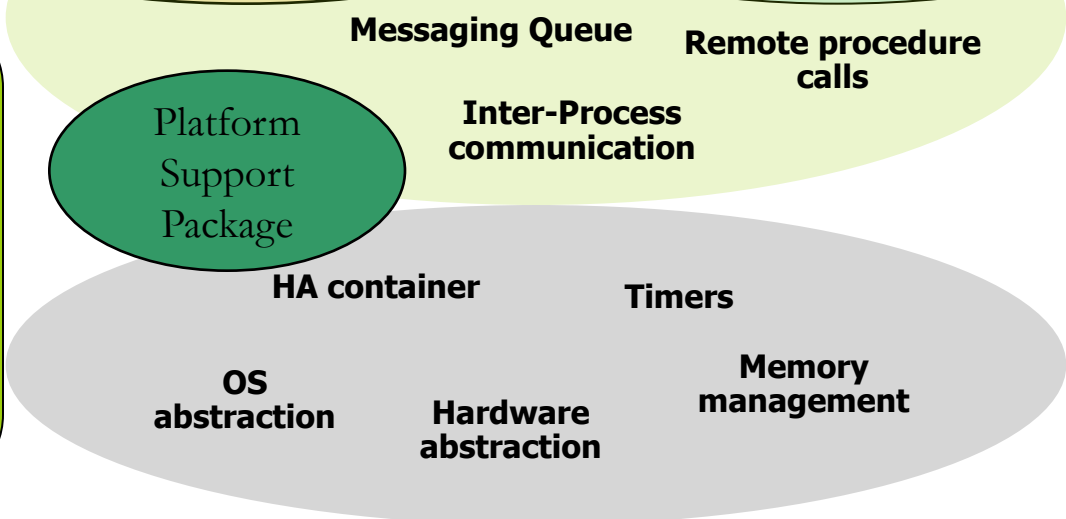 Messaging Queue
Remote procedure
calls
Inter-Process
communication
Platform
Support
Package
HA container
Timers
Memory
management
OS
abstraction
Hardware
abstraction